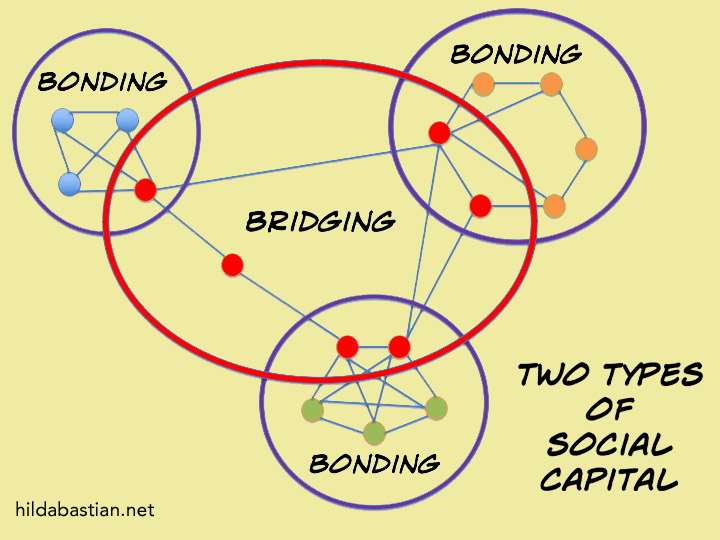 BONDING
BONDING
BRIDGING
TWO TYPES
OF
SOCIAL
CAPITAL
BONDING
hildabastian.net